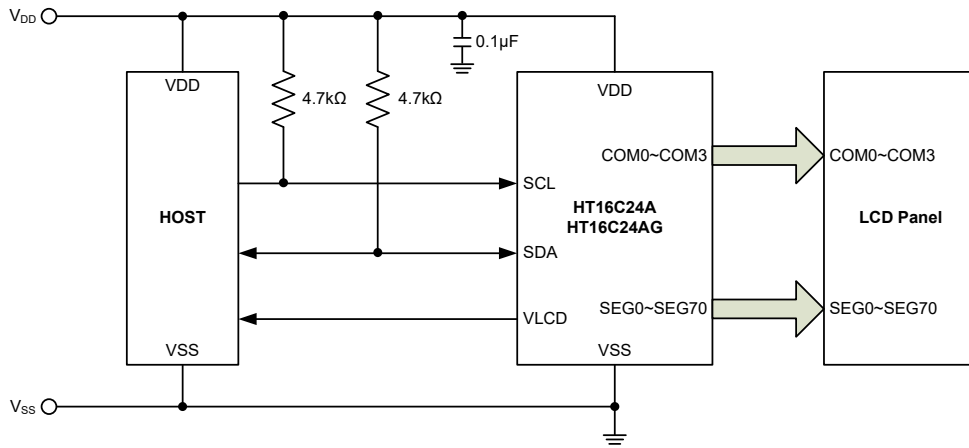 VDD
0.1µF
VDD
4.7kΩ
4.7kΩ
VDD
COM0~COM3
COM0~COM3
SCL
HOST
HT16C24A
HT16C24AG
LCD Panel
SDA
VLCD
SEG0~SEG70
SEG0~SEG70
VSS
VSS
VSS